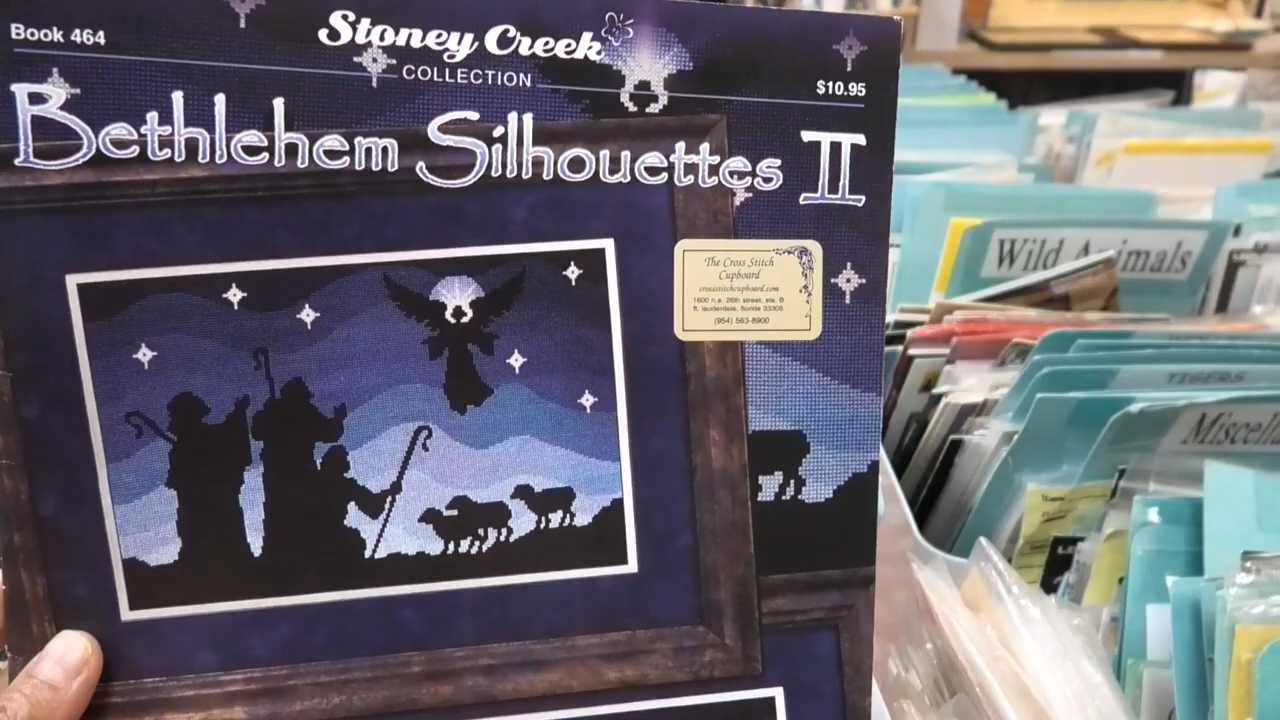 Book 464
Stoney Creek
COLLECTION
$10.95
Bethlehem Silhouettes II
The Cross Stitch
Cupboard
crossstitchcupboard.com
1600 n.e. 26th street, ste. B
ft. lauderdale, florida 33305
(954) 563-8900
Wild Animals
TIGERS